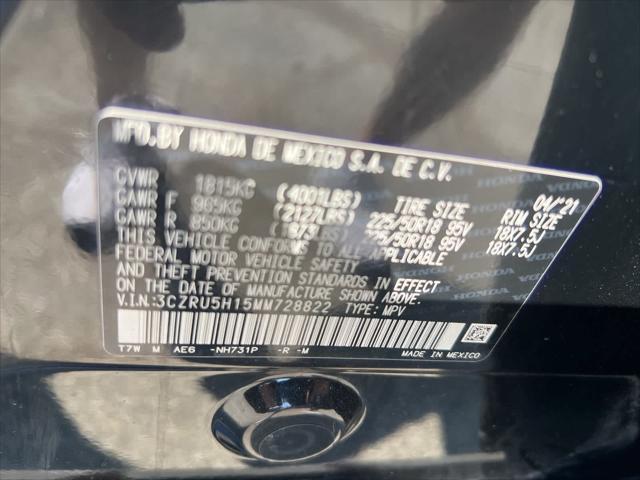 MFD. BY HONDA DE MEXICO S.A. DE C.V.
04/'21
GVWR 1815KG (4001LBS) TIRE SIZE RIM SIZE
GAWR F 965KG (2127LBS) 225/50R18 95V 18X7.5J
GAWR R 850KG (1873LBS) 225/50R18 95V 18X7.5J
THIS VEHICLE CONFORMS TO ALL APPLICABLE
FEDERAL MOTOR VEHICLE SAFETY
AND THEFT PREVENTION STANDARDS IN EFFECT
ON THE DATE OF MANUFACTURE SHOWN ABOVE.
V.I.N.:3CZRU5H15MM728822 TYPE: MPV
T7W M AE6 -NH731P -R -M
MADE IN MEXICO